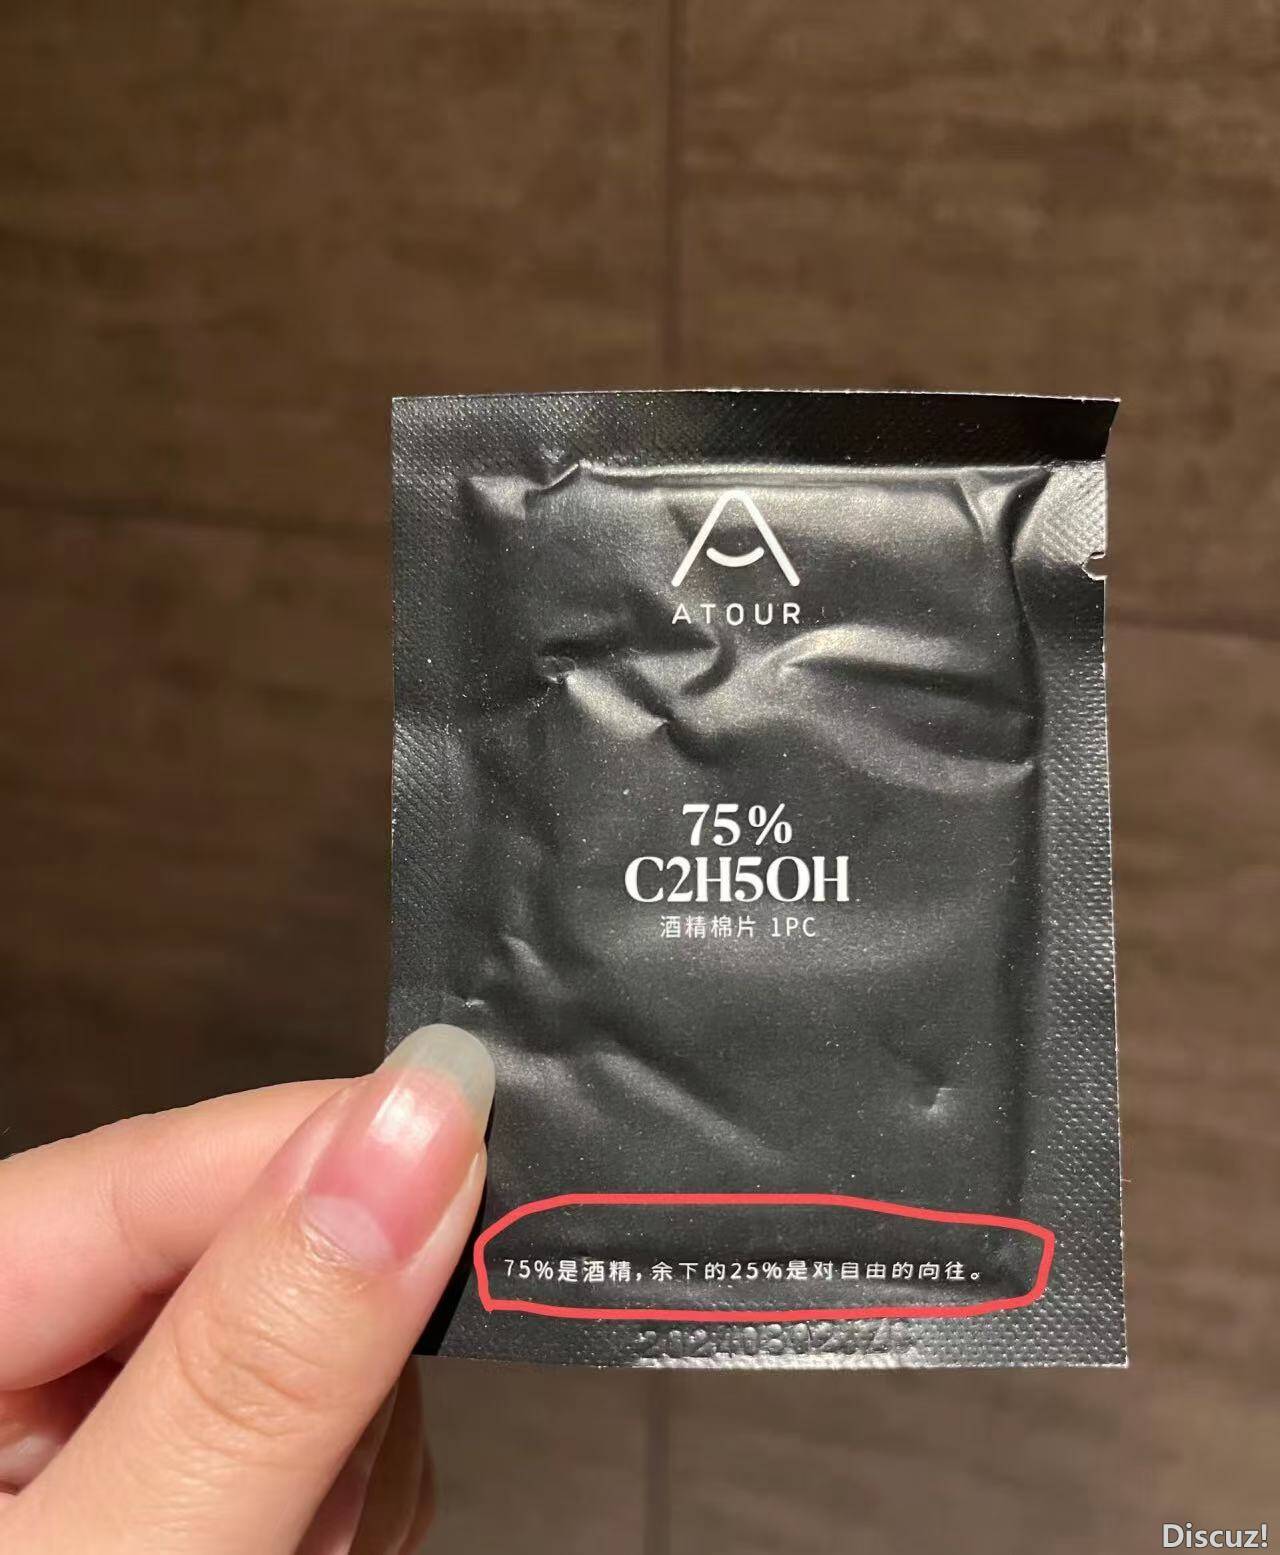 ATOUR
75%
C2H5OH
酒精棉片 1PC
75%是酒精,余下的25%是对自由的向往。
Discuz!